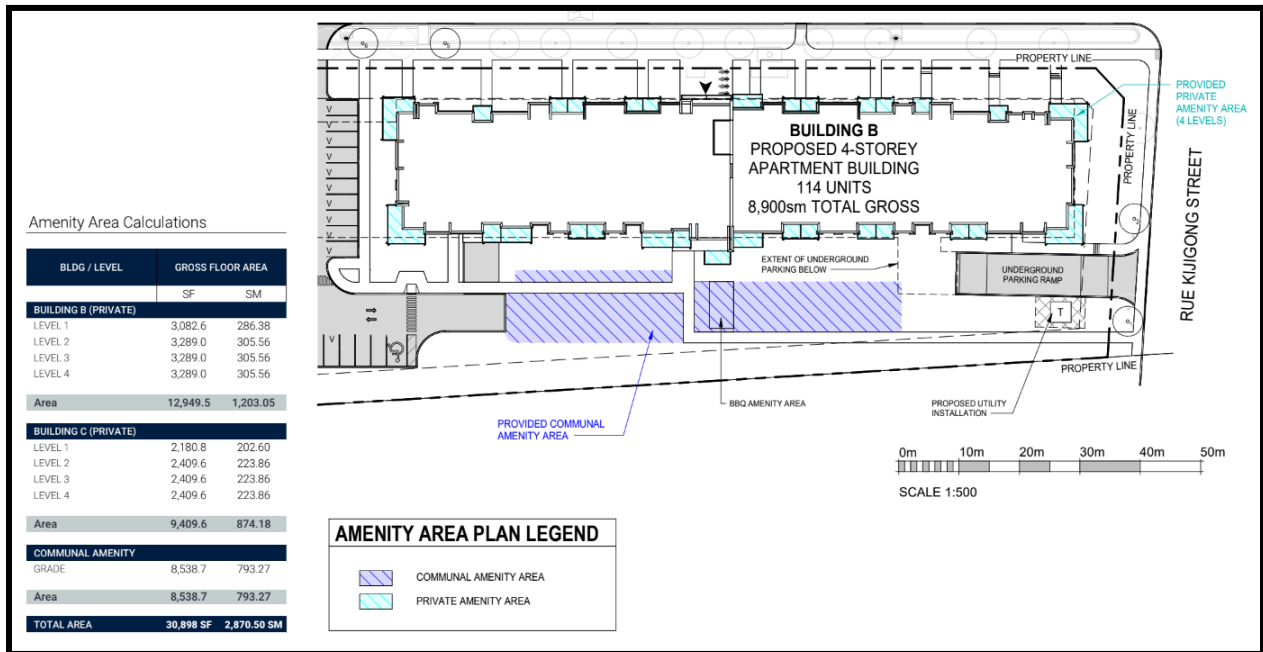 Amenity Area Calculations
BLDG / LEVEL GROSS FLOOR AREA
SF SM
BUILDING B (PRIVATE)
LEVEL 1 3,082.6 286.38
LEVEL 2 3,289.0 305.56
LEVEL 3 3,289.0 305.56
LEVEL 4 3,289.0 305.56
Area 12,949.5 1,203.05
BUILDING C (PRIVATE)
LEVEL 1 2,180.8 202.60
LEVEL 2 2,409.6 223.86
LEVEL 3 2,409.6 223.86
LEVEL 4 2,409.6 223.86
Area 9,409.6 874.18
COMMUNAL AMENITY
GRADE 8,538.7 793.27
Area 8,538.7 793.27
TOTAL AREA 30,898 SF 2,870.50 SM
PROPERTY LINE
PROVIDED
PRIVATE
AMENITY AREA
(4 LEVELS)
PROPERTY LINE
RUE KIJIGONG STREET
BUILDING B
PROPOSED 4-STOREY
APARTMENT BUILDING
114 UNITS
8,900sm TOTAL GROSS
V
V
V
V
V
V
V
V
V
V
EXTENT OF UNDERGROUND
PARKING BELOW
UNDERGROUND
PARKING RAMP
T
PROPERTY LINE
BBQ AMENITY AREA
PROPOSED UTILITY
INSTALLATION
PROVIDED COMMUNAL
AMENITY AREA
0m 10m 20m 30m 40m 50m
SCALE 1:500
AMENITY AREA PLAN LEGEND
COMMUNAL AMENITY AREA
PRIVATE AMENITY AREA